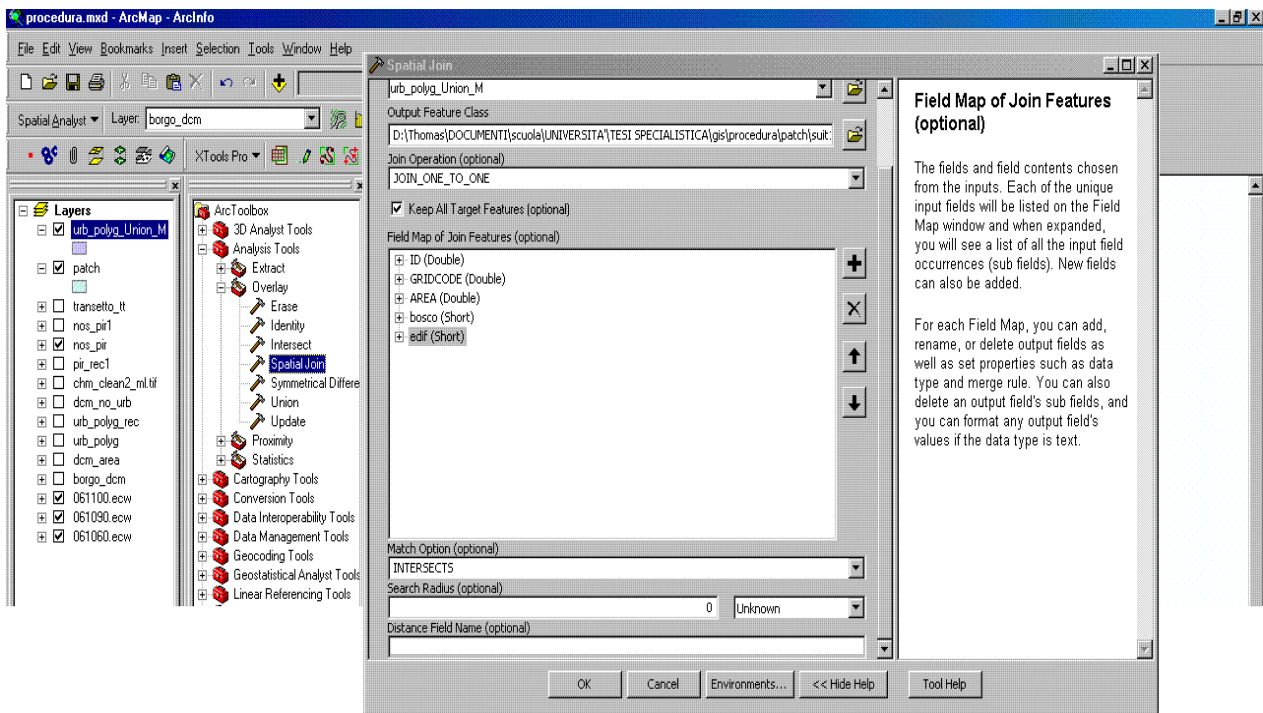 procedura.mxd - ArcMap - ArcInfo
File Edit View Bookmarks Insert Selection Tools Window Help
Spatial Analyst Layer: borgo_dcm
XTools Pro
Layers
urb_polyg_Union_M
patch
transetto_tt
nos_pir1
nos_pir
pir_rec1
chm_clean2_ml.tif
dcm_no_urb
urb_polyg_rec
urb_polyg
dcm_area
borgo_dcm
061100.ecw
061090.ecw
061060.ecw
ArcToolbox
3D Analyst Tools
Analysis Tools
Extract
Overlay
Erase
Identity
Intersect
Spatial Join
Symmetrical Differe
Union
Update
Proximity
Statistics
Cartography Tools
Conversion Tools
Data Interoperability Tools
Data Management Tools
Geocoding Tools
Geostatistical Analyst Tools
Linear Referencing Tools
Spatial Join
urb_polyg_Union_M
Output Feature Class
D:\Thomas\DOCUMENTI\scuola\UNIVERSITA'\TESI SPECIALISTICA\gis\procedura\patch\suit
Join Operation (optional)
JOIN_ONE_TO_ONE
Keep All Target Features (optional)
Field Map of Join Features (optional)
ID (Double)
GRIDCODE (Double)
AREA (Double)
bosco (Short)
edif (Short)
Match Option (optional)
INTERSECTS
Search Radius (optional)
0 Unknown
Distance Field Name (optional)
OK Cancel Environments... << Hide Help Tool Help
Field Map of Join Features
(optional)
The fields and field contents chosen
from the inputs. Each of the unique
input fields will be listed on the Field
Map window and when expanded,
you will see a list of all the input field
occurrences (sub fields). New fields
can also be added.
For each Field Map, you can add,
rename, or delete output fields as
well as set properties such as data
type and merge rule. You can also
delete an output field's sub fields, and
you can format any output field's
values if the data type is text.